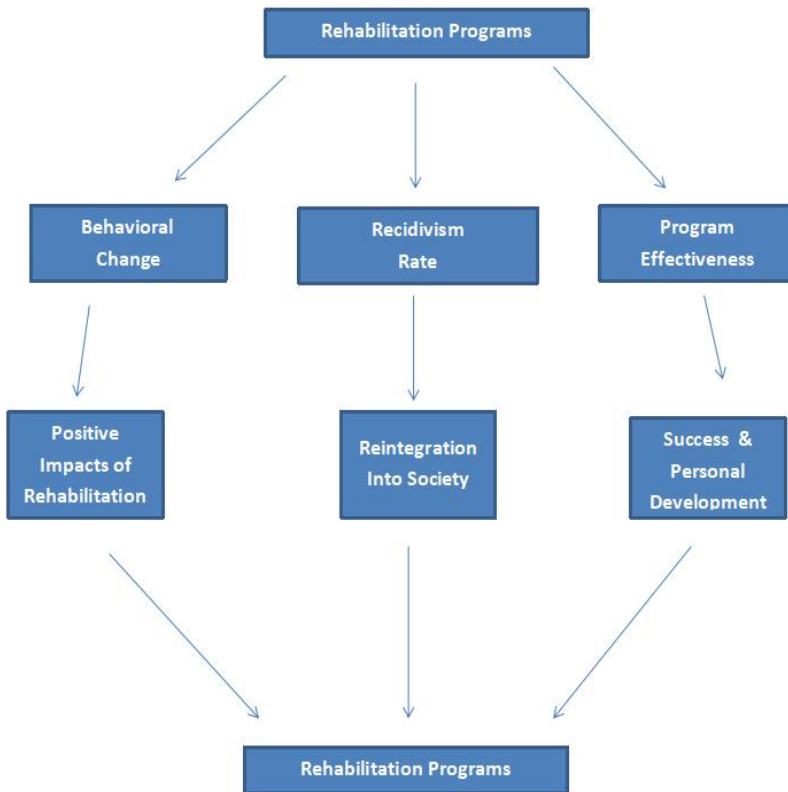 Rehabilitation Programs
Behavioral
Change
Recidivism
Rate
Program
Effectiveness
Positive
Impacts of
Rehabilitation
Reintegration
Into Society
Success &
Personal
Development
Rehabilitation Programs